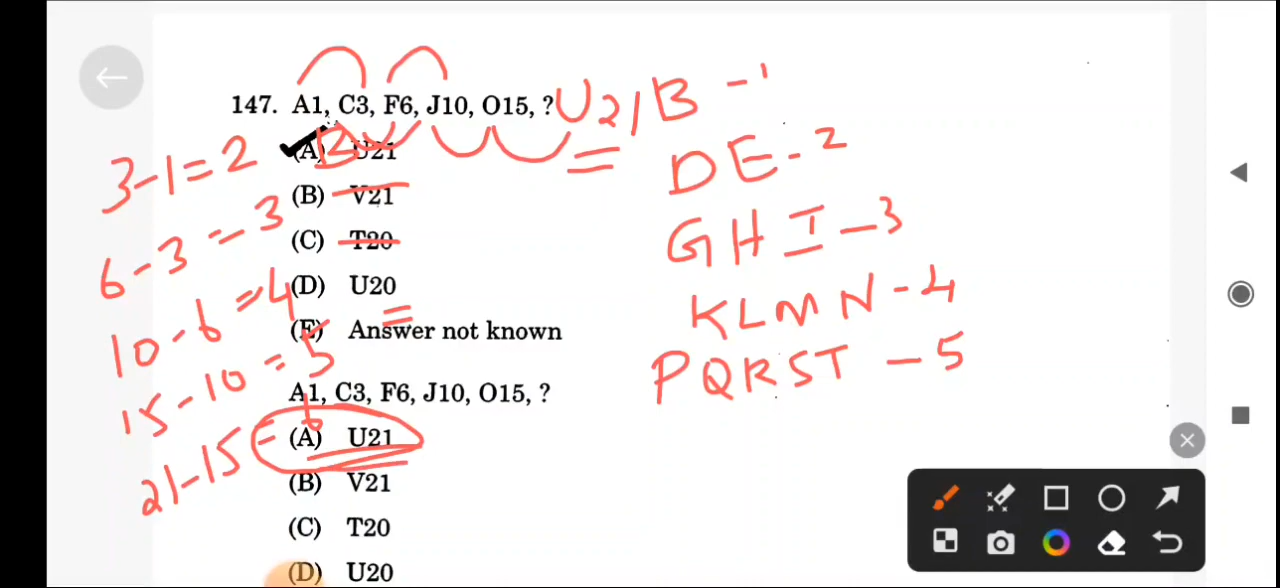 147. A1, C3, F6, J10, O15, ? U21 B - 1
3-1=2 (A) B U21 DE - 2
(B) V21
6-3=3 (C) T20 GHI - 3
10-6=4 (D) U20 KLMN - 4
(E) Answer not known
15-10=5 PQRST - 5
A1, C3, F6, J10, O15, ?
21-15=6 (A) U21
(B) V21
(C) T20
(D) U20